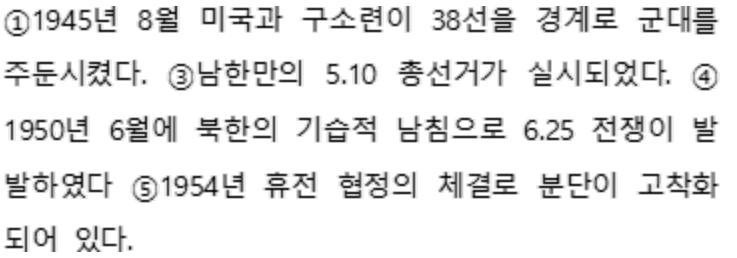 ①1945년 8월 미국과 구소련이 38선을 경계로 군대를
주둔시켰다. ③남한만의 5.10 총선거가 실시되었다. ④
1950년 6월에 북한의 기습적 남침으로 6.25 전쟁이 발
발하였다 ⑤1954년 휴전 협정의 체결로 분단이 고착화
되어 있다.